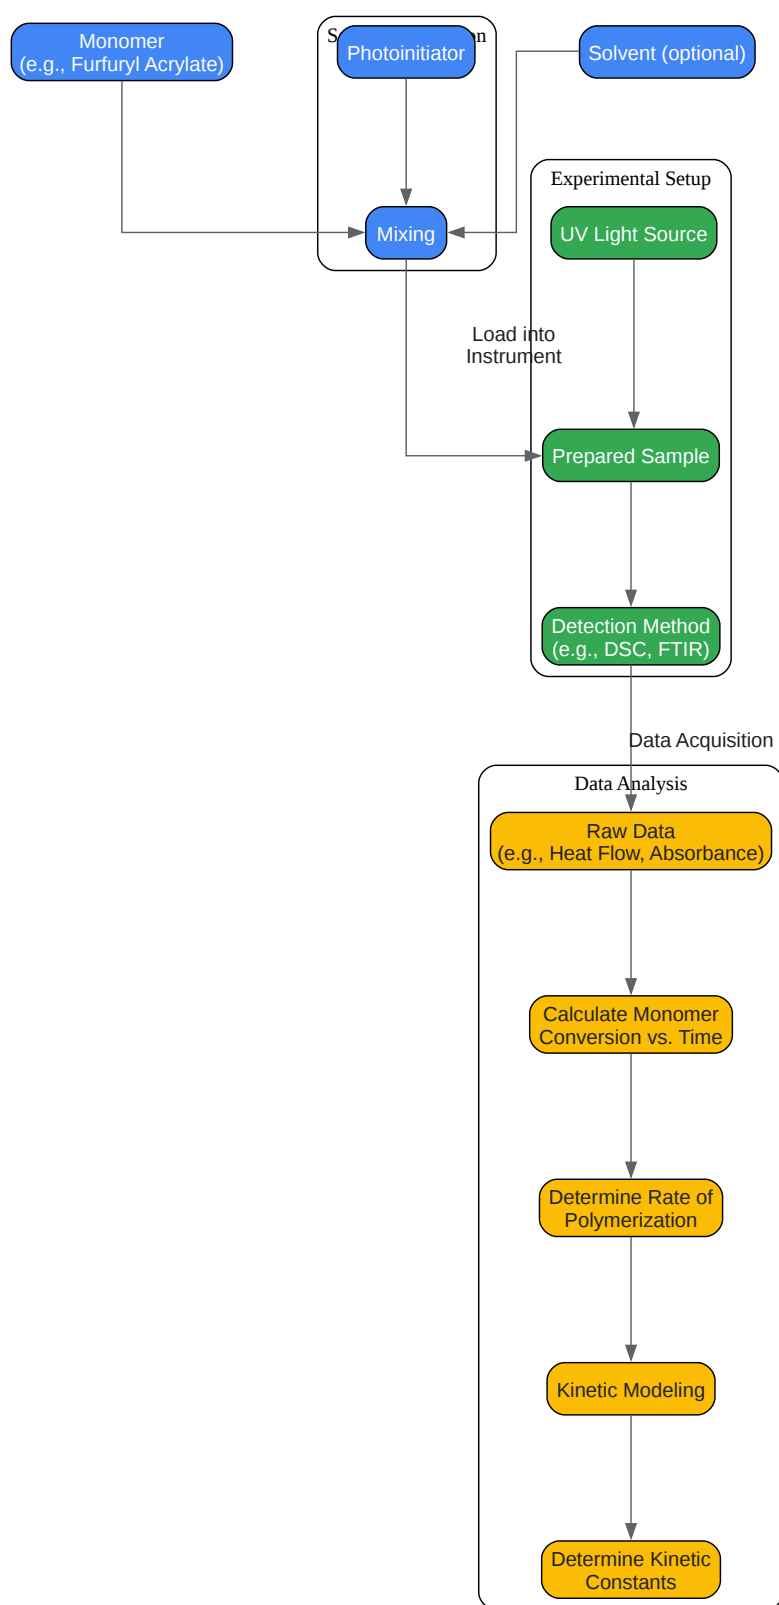 Monomer
(e.g., Furfuryl Acrylate)
Photoinitiator
Solvent (optional)
Experimental Setup
Mixing
UV Light Source
Load into
Instrument
Prepared Sample
Detection Method
(e.g., DSC, FTIR)
Data Acquisition
Data Analysis
Raw Data
(e.g., Heat Flow, Absorbance)
Calculate Monomer
Conversion vs. Time
Determine Rate of
Polymerization
Kinetic Modeling
Determine Kinetic
Constants